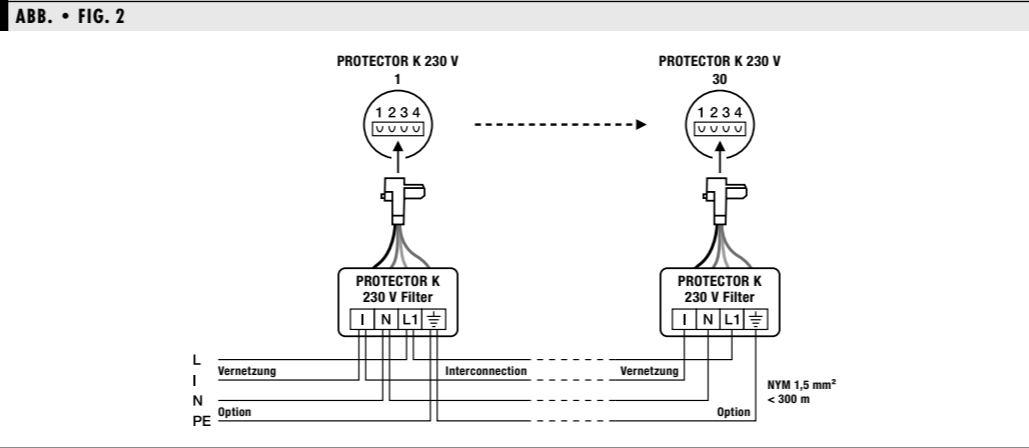 ABB. • FIG. 2
PROTECTOR K 230 V
1
PROTECTOR K 230 V
30
1 2 3 4
1 2 3 4
PROTECTOR K
230 V Filter
PROTECTOR K
230 V Filter
I N L1
I N L1
L
Vernetzung
Interconnection
Vernetzung
I
NYM 1,5 mm²
< 300 m
N
Option
Option
PE